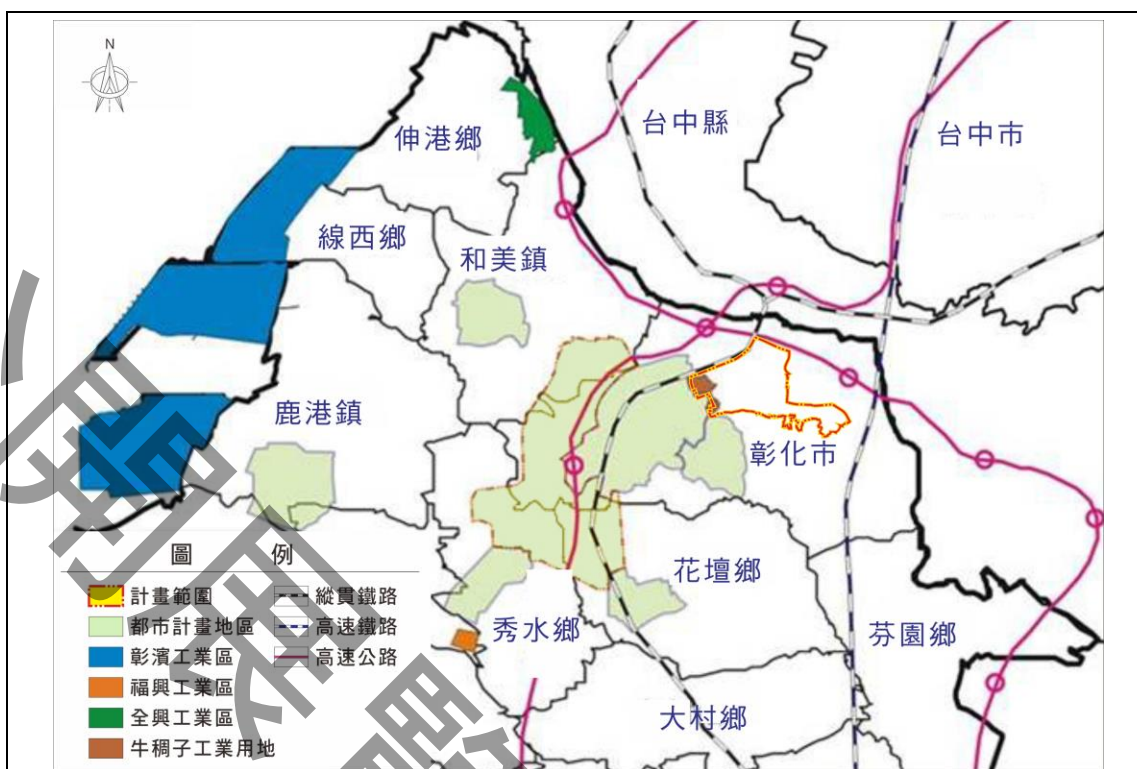 N
伸港鄉
台中縣
台中市
線西鄉
和美鎮
鹿港鎮
彰化市
花壇鄉
秀水鄉
芬園鄉
大村鄉
圖 例
計畫範圍
都市計畫地區
彰濱工業區
福興工業區
全興工業區
牛稠子工業用地
縱貫鐵路
高速鐵路
高速公路